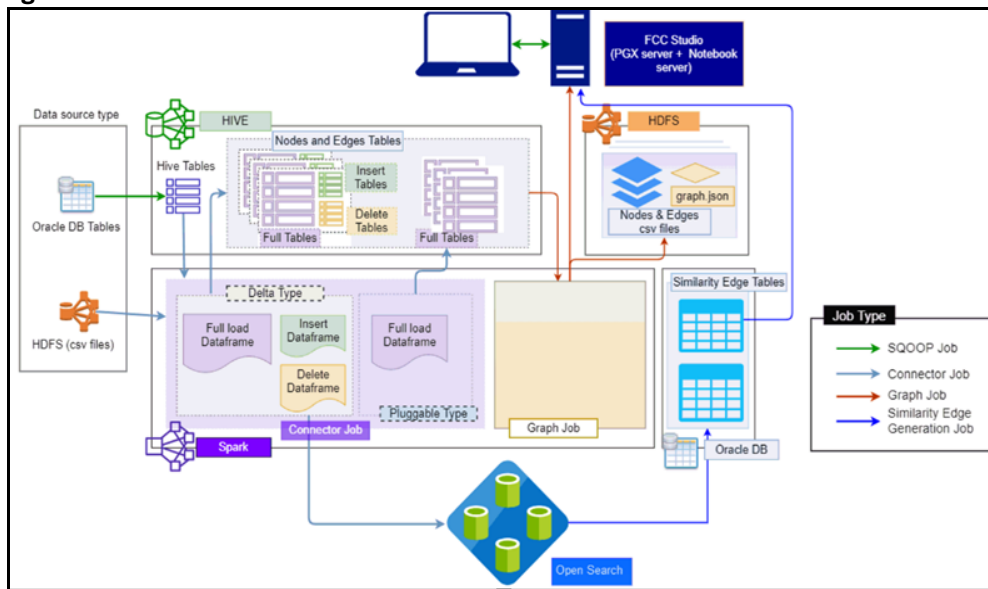 FCC Studio
(PGX server + Notebook
server)
Data source type
HIVE
HDFS
Nodes and Edges Tables
Hive Tables
Insert
Tables
Delete
Tables
Full Tables
Full Tables
graph.json
Nodes & Edges
csv files
Oracle DB Tables
Similarity Edge Tables
Delta Type
Full load
Dataframe
Insert
Dataframe
Full load
Dataframe
Delete
Dataframe
HDFS (csv files)
Pluggable Type
Connector Job
Graph Job
Spark
Oracle DB
Job Type
SQOOP Job
Connector Job
Graph Job
Similarity Edge
Generation Job
Open Search